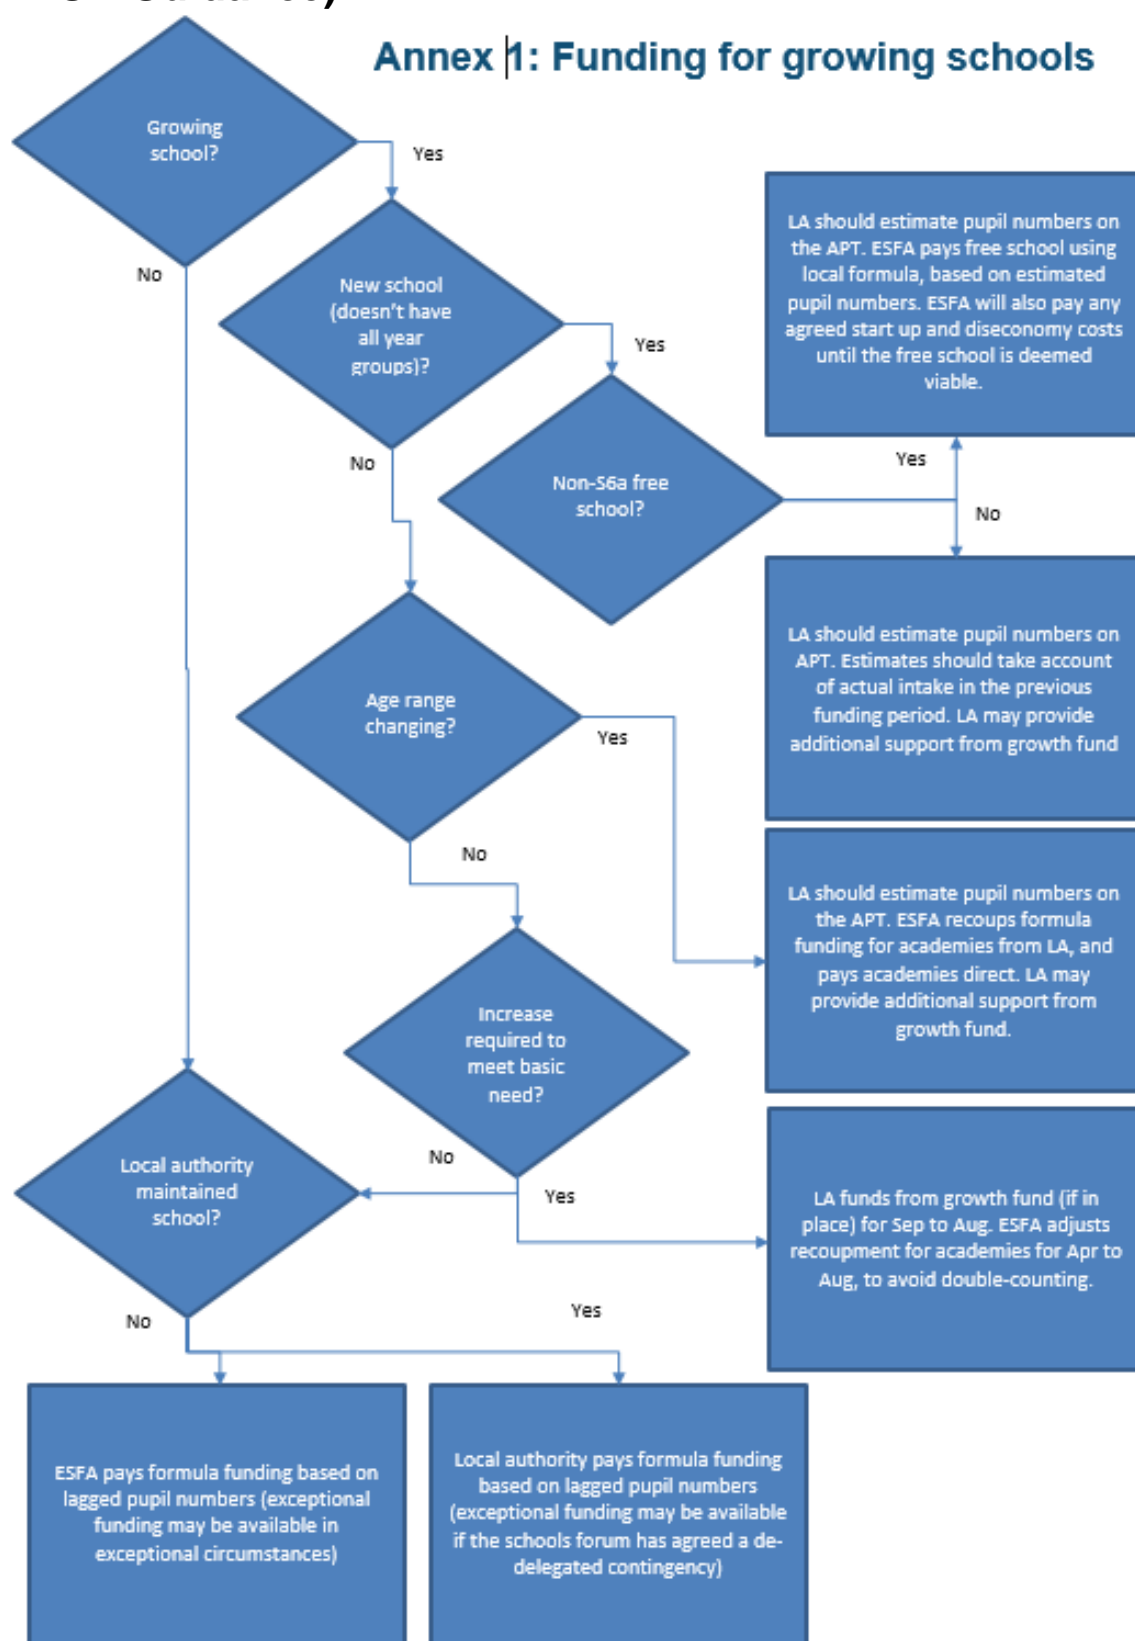 Annex 1: Funding for growing schools
Growing
school?
Yes
No
New school
(doesn't have
all year
groups)?
Yes
No
LA should estimate pupil numbers on
the APT. ESFA pays free school using
local formula, based on estimated
pupil numbers. ESFA will also pay any
agreed start up and diseconomy costs
until the free school is deemed
viable.
Non-S6a free
school?
Yes
No
LA should estimate pupil numbers on
APT. Estimates should take account
of actual intake in the previous
funding period. LA may provide
additional support from growth fund
Age range
changing?
Yes
No
LA should estimate pupil numbers on
the APT. ESFA recoups formula
funding for academies from LA, and
pays academies direct. LA may
provide additional support from
growth fund.
Increase
required to
meet basic
need?
No
Yes
LA funds from growth fund (if in
place) for Sep to Aug. ESFA adjusts
recoupment for academies for Apr to
Aug, to avoid double-counting.
Local authority
maintained
school?
No
Yes
ESFA pays formula funding based on
lagged pupil numbers (exceptional
funding may be available in
exceptional circumstances)
Local authority pays formula funding
based on lagged pupil numbers
(exceptional funding may be available
if the schools forum has agreed a de-
delegated contingency)